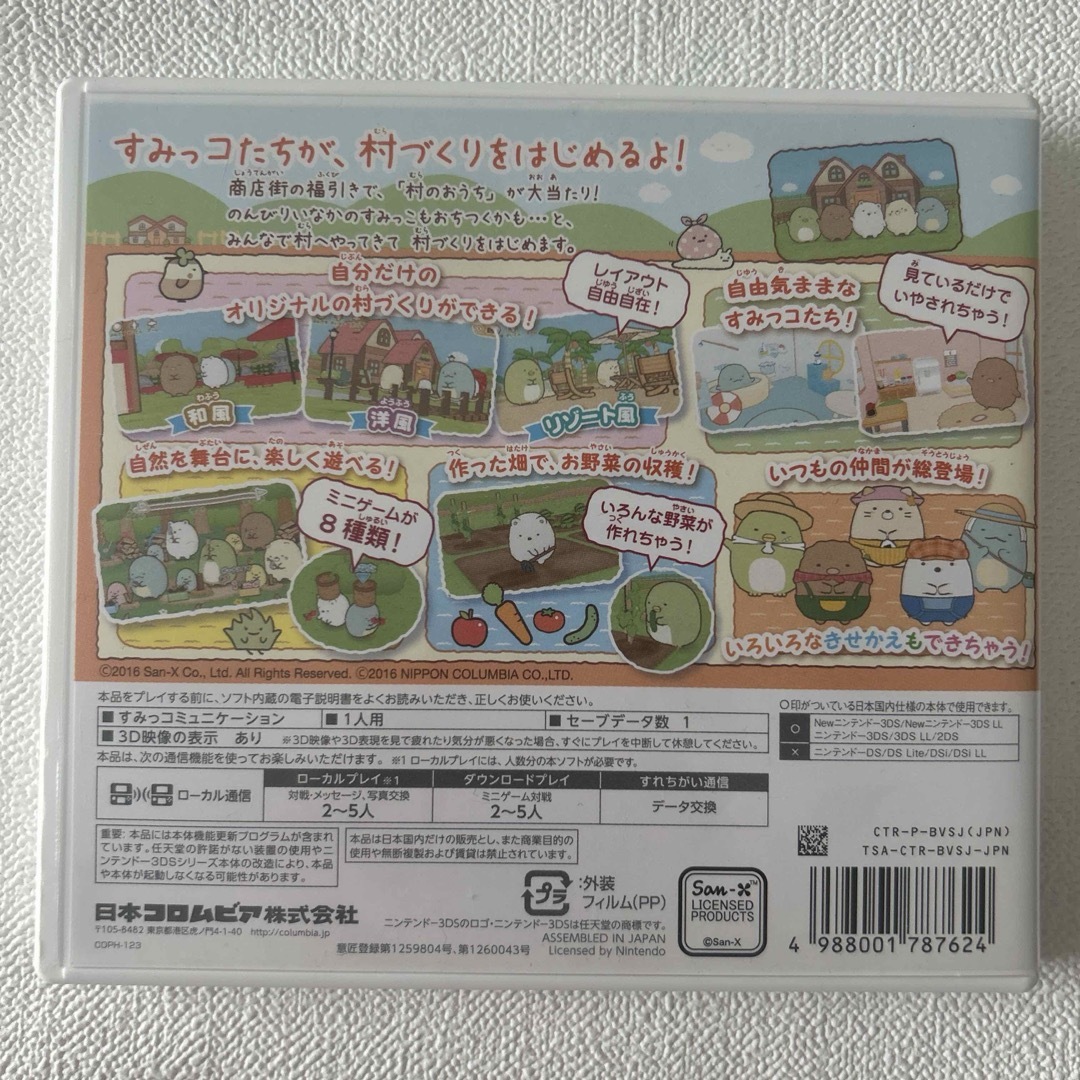 すみっコたちが、村づくりをはじめるよ！
商店街の福引きで、「村のおうち」が大当たり！
のんびりいなかのすみっこもおちつくかも…と、
みんなで村へやってきて 村づくりをはじめます。
自分だけの
オリジナルの村づくりができる！
レイアウト
自由自在！
和風
洋風
リゾート風
自由気ままな
すみっコたち！
見ているだけで
いやされちゃう！
自然を舞台に、楽しく遊べる！
ミニゲームが
8種類！
作った畑で、お野菜の収穫！
いろんな野菜が
作れちゃう！
いつもの仲間が総登場！
いろいろなきせかえもできちゃう！
©2016 San-X Co., Ltd. All Rights Reserved. ©2016 NIPPON COLUMBIA CO.,LTD.
本品をプレイする前に、ソフト内蔵の電子説明書をよくお読みいただき、正しくお使いください。
■すみっコミュニケーション ■1人用 ■セーブデータ数 1
■3D映像の表示 あり ※3D映像や3D表現を見て疲れたり気分が悪くなった場合、すぐにプレイを中断して休憩してください。
本品は、次の通信機能を使ってお楽しみいただけます。 ※1 ローカルプレイには、人数分の本ソフトが必要です。
○印がついている日本国内仕様の本体で使用できます。
○ Newニンテンドー3DS/Newニンテンドー3DS LL
ニンテンドー3DS/3DS LL/2DS
× ニンテンドーDS/DS Lite/DSi/DSi LL
ローカル通信
ローカルプレイ※1
対戦・メッセージ、写真交換
2〜5人
ダウンロードプレイ
ミニゲーム対戦
2〜5人
すれちがい通信
データ交換
重要: 本品には本体機能更新プログラムが含まれ
ています。任天堂の許諾がない装置の使用やニ
ンテンドー3DSシリーズ本体の改造により、本品
や本体が起動しなくなる可能性があります。
本品は日本国内だけの販売とし、また商業目的の
使用や無断複製および賃貸は禁止されています。
CTR-P-BVSJ(JPN)
TSA-CTR-BVSJ-JPN
日本コロムビア株式会社
〒105-8482 東京都港区虎ノ門4-1-40 http://columbia.jp/
COPH-123
プラ
:外装
フィルム(PP)
ニンテンドー3DSのロゴ・ニンテンドー3DSは任天堂の商標です。
意匠登録第1259804号、第1260043号
ASSEMBLED IN JAPAN
Licensed by Nintendo
San-X™
LICENSED
PRODUCTS
©San-X
4 988001 787624